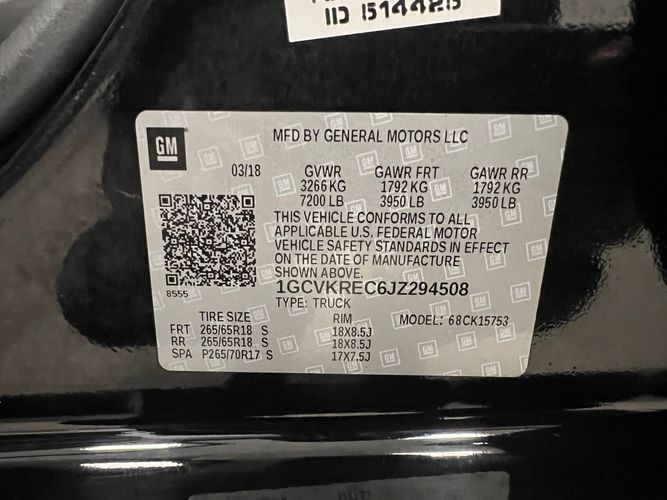 ID 514425
GM
MFD BY GENERAL MOTORS LLC
03/18 GVWR GAWR FRT GAWR RR
3266 KG 1792 KG 1792 KG
7200 LB 3950 LB 3950 LB
THIS VEHICLE CONFORMS TO ALL
APPLICABLE U.S. FEDERAL MOTOR
VEHICLE SAFETY STANDARDS IN EFFECT
ON THE DATE OF MANUFACTURE
SHOWN ABOVE.
8555
1GCVKREC6JZ294508
TYPE: TRUCK
TIRE SIZE RIM MODEL: 68CK15753
FRT 265/65R18 S 18X8.5J
RR 265/65R18 S 18X8.5J
SPA P265/70R17 S 17X7.5J